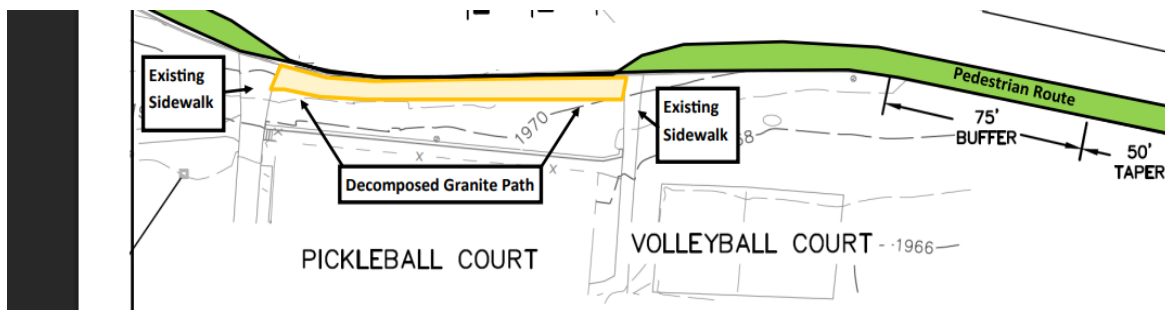 Existing
Sidewalk
Decomposed Granite Path
1970
Existing
Sidewalk
Pedestrian Route
75'
BUFFER
50'
TAPER
PICKLEBALL COURT
VOLLEYBALL COURT
1966